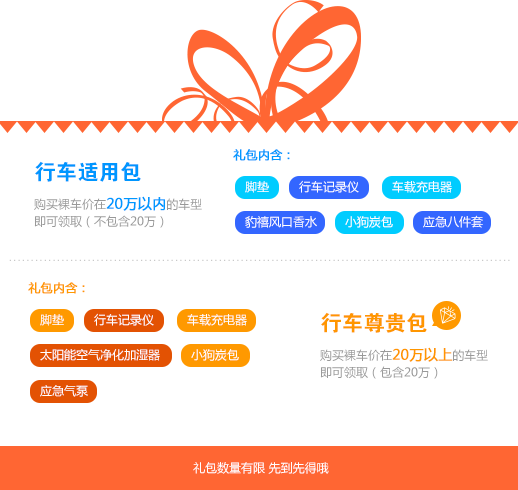 行车适用包
购买裸车价在20万以内的车型
即可领取（不包含20万）
礼包内含：
脚垫 行车记录仪 车载充电器
豹禧风口香水 小狗炭包 应急八件套
礼包内含：
脚垫 行车记录仪 车载充电器
太阳能空气净化加湿器 小狗炭包
应急气泵
行车尊贵包
购买裸车价在20万以上的车型
即可领取（包含20万）
礼包数量有限 先到先得哦